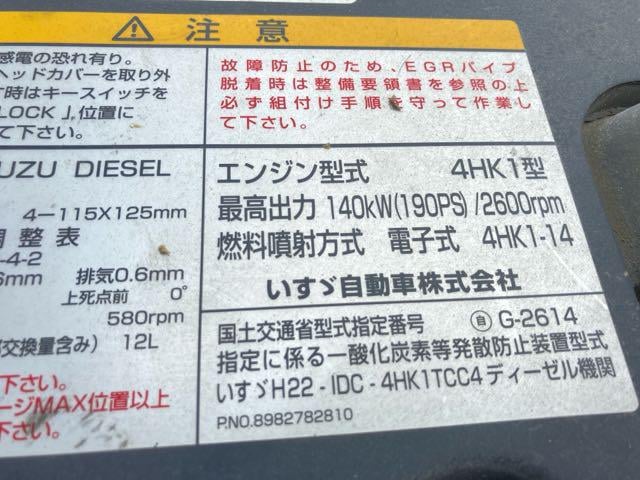 ⚠ 注意
感電の恐れ有り。
ヘッドカバーを取り外
時はキースイッチを
LOCK」位置に
て下さい。
故障防止のため、EGRパイプ
脱着時は整備要領書を参照の上
必ず組付け手順を守って作業し
て下さい。
UZU DIESEL
4-115X125mm
調整表
-4-2
6mm 排気0.6mm
上死点前 0°
580rpm
交換量含み) 12L
下さい。
ージMAX位置以上
下さい。
エンジン型式 4HK1型
最高出力 140kW(190PS)/2600rpm
燃料噴射方式 電子式 4HK1-14
いすゞ自動車株式会社
国土交通省型式指定番号 ㊀自 G-2614
指定に係る一酸化炭素等発散防止装置型式
いすゞH22-IDC-4HK1TCC4ディーゼル機関
P.NO.8982782810